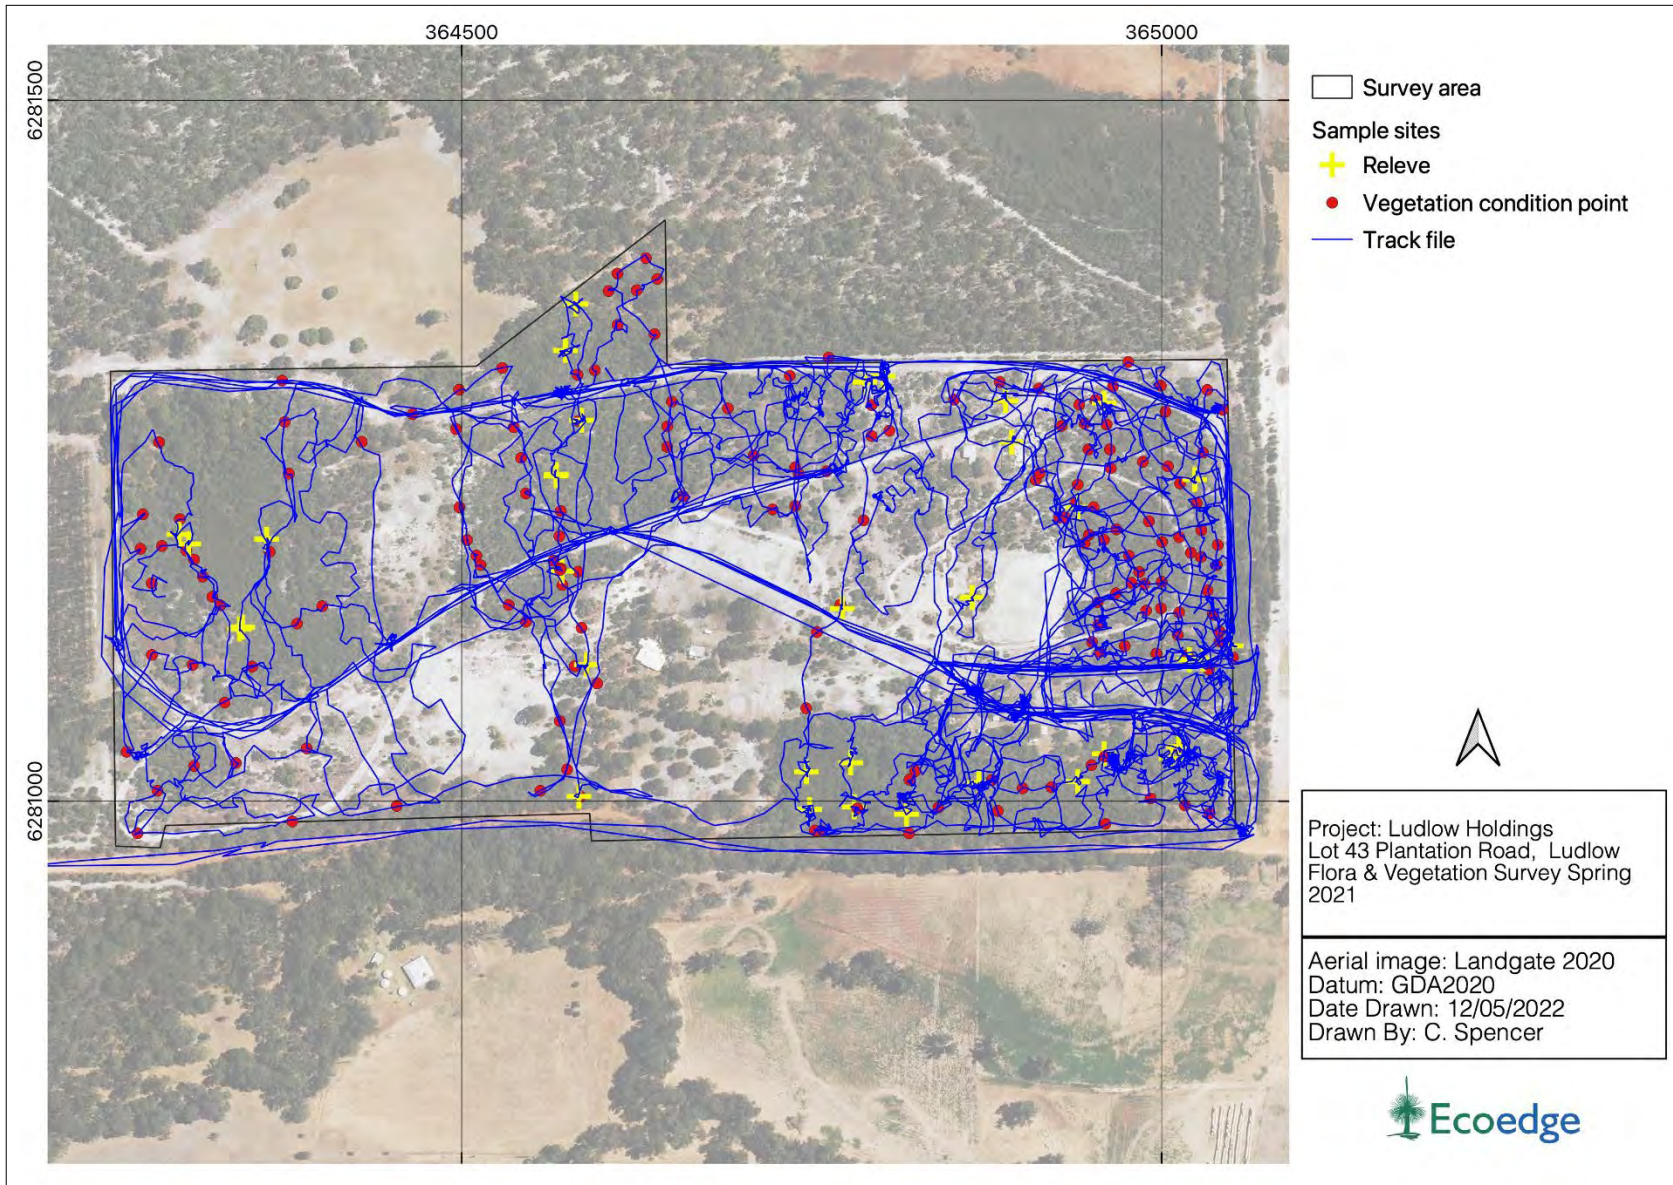 364500
365000
6281500
6281000
Survey area
Sample sites
Releve
Vegetation condition point
Track file
Project: Ludlow Holdings
Lot 43 Plantation Road, Ludlow
Flora & Vegetation Survey Spring
2021
Aerial image: Landgate 2020
Datum: GDA2020
Date Drawn: 12/05/2022
Drawn By: C. Spencer
Ecoedge